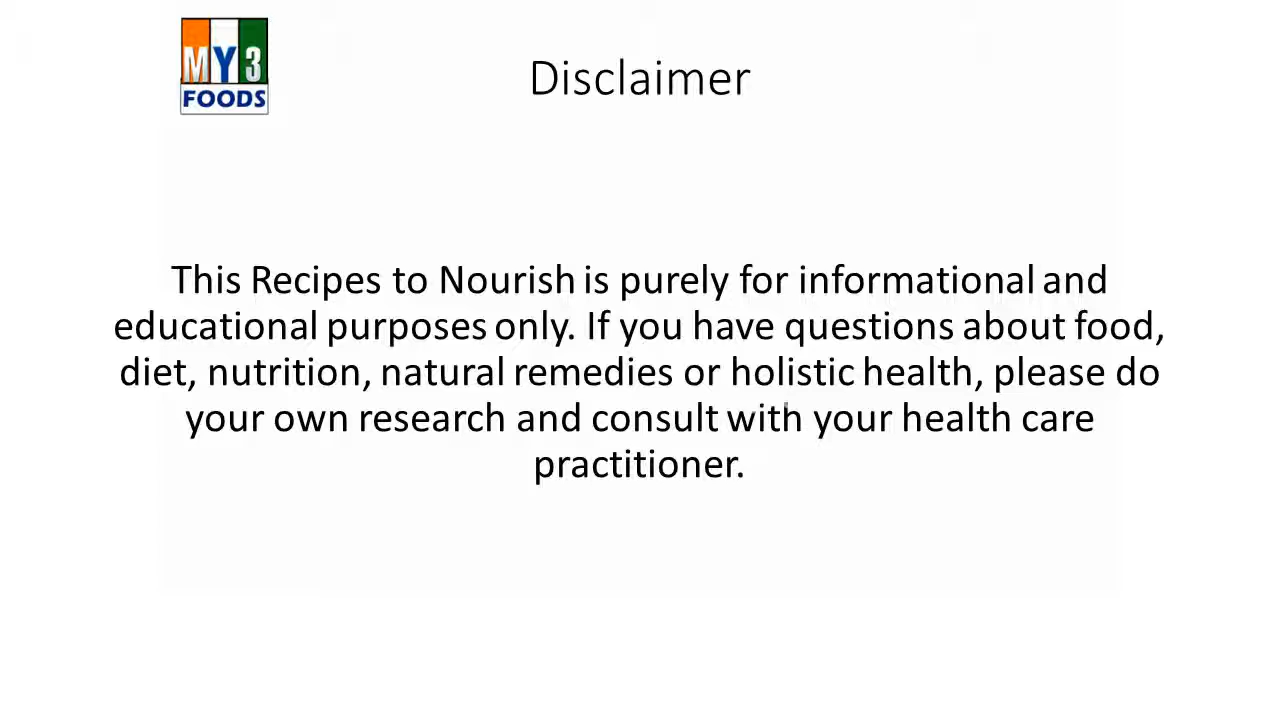 MY3
FOODS
Disclaimer
This Recipes to Nourish is purely for informational and
educational purposes only. If you have questions about food,
diet, nutrition, natural remedies or holistic health, please do
your own research and consult with your health care
practitioner.